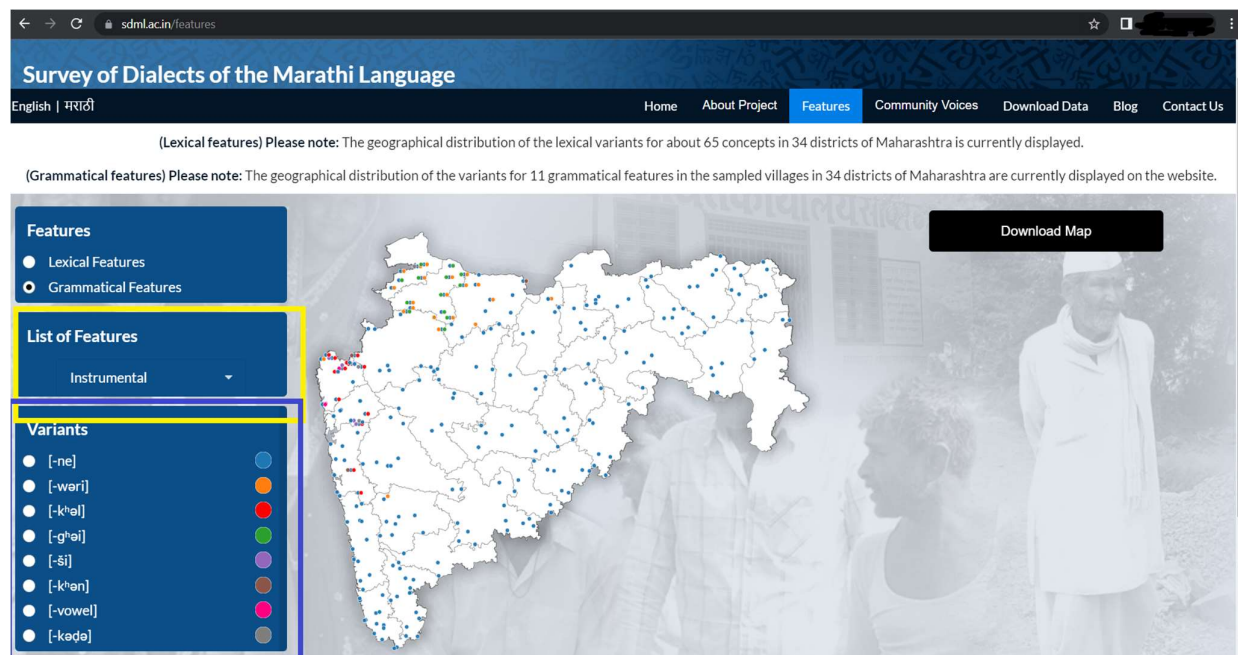 sdml.ac.in/features
Survey of Dialects of the Marathi Language
English | मराठी
Home About Project Features Community Voices Download Data Blog Contact Us
(Lexical features) Please note: The geographical distribution of the lexical variants for about 65 concepts in 34 districts of Maharashtra is currently displayed.
(Grammatical features) Please note: The geographical distribution of the variants for 11 grammatical features in the sampled villages in 34 districts of Maharashtra are currently displayed on the website.
Download Map
Features
Lexical Features
Grammatical Features
List of Features
Instrumental
Variants
[-ne]
[-wəri]
[-kʰəl]
[-gʰəi]
[-ši]
[-kʰən]
[-vowel]
[-kəḍə]